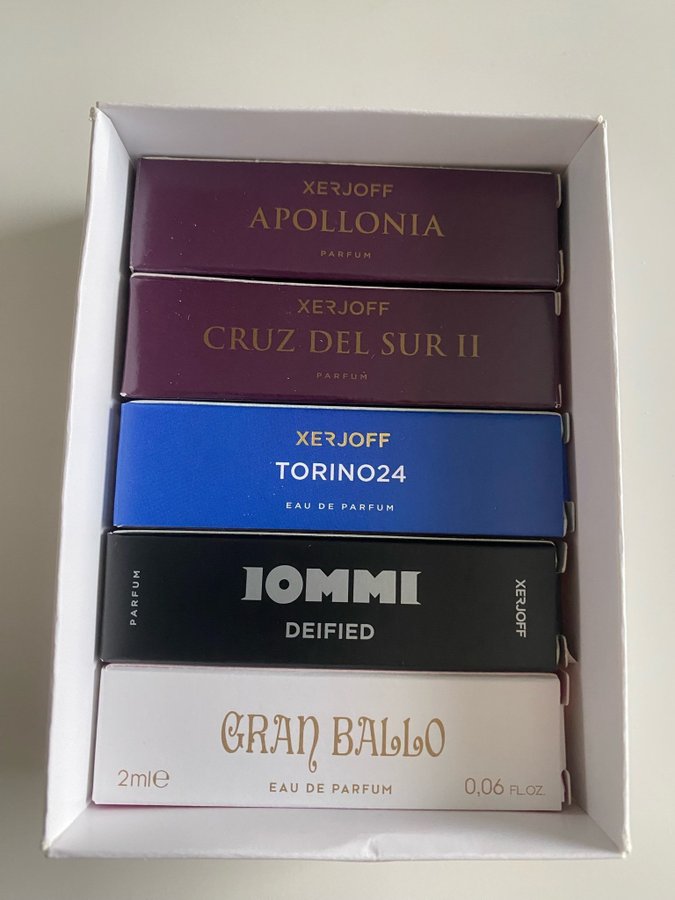 XERJOFF
APOLLONIA
PARFUM
XERJOFF
CRUZ DEL SUR II
PARFUM
XERJOFF
TORINO24
EAU DE PARFUM
PARFUM
IOMMI
DEIFIED
XERJOFF
GRAN BALLO
2ml℮
EAU DE PARFUM
0,06 FL.OZ.